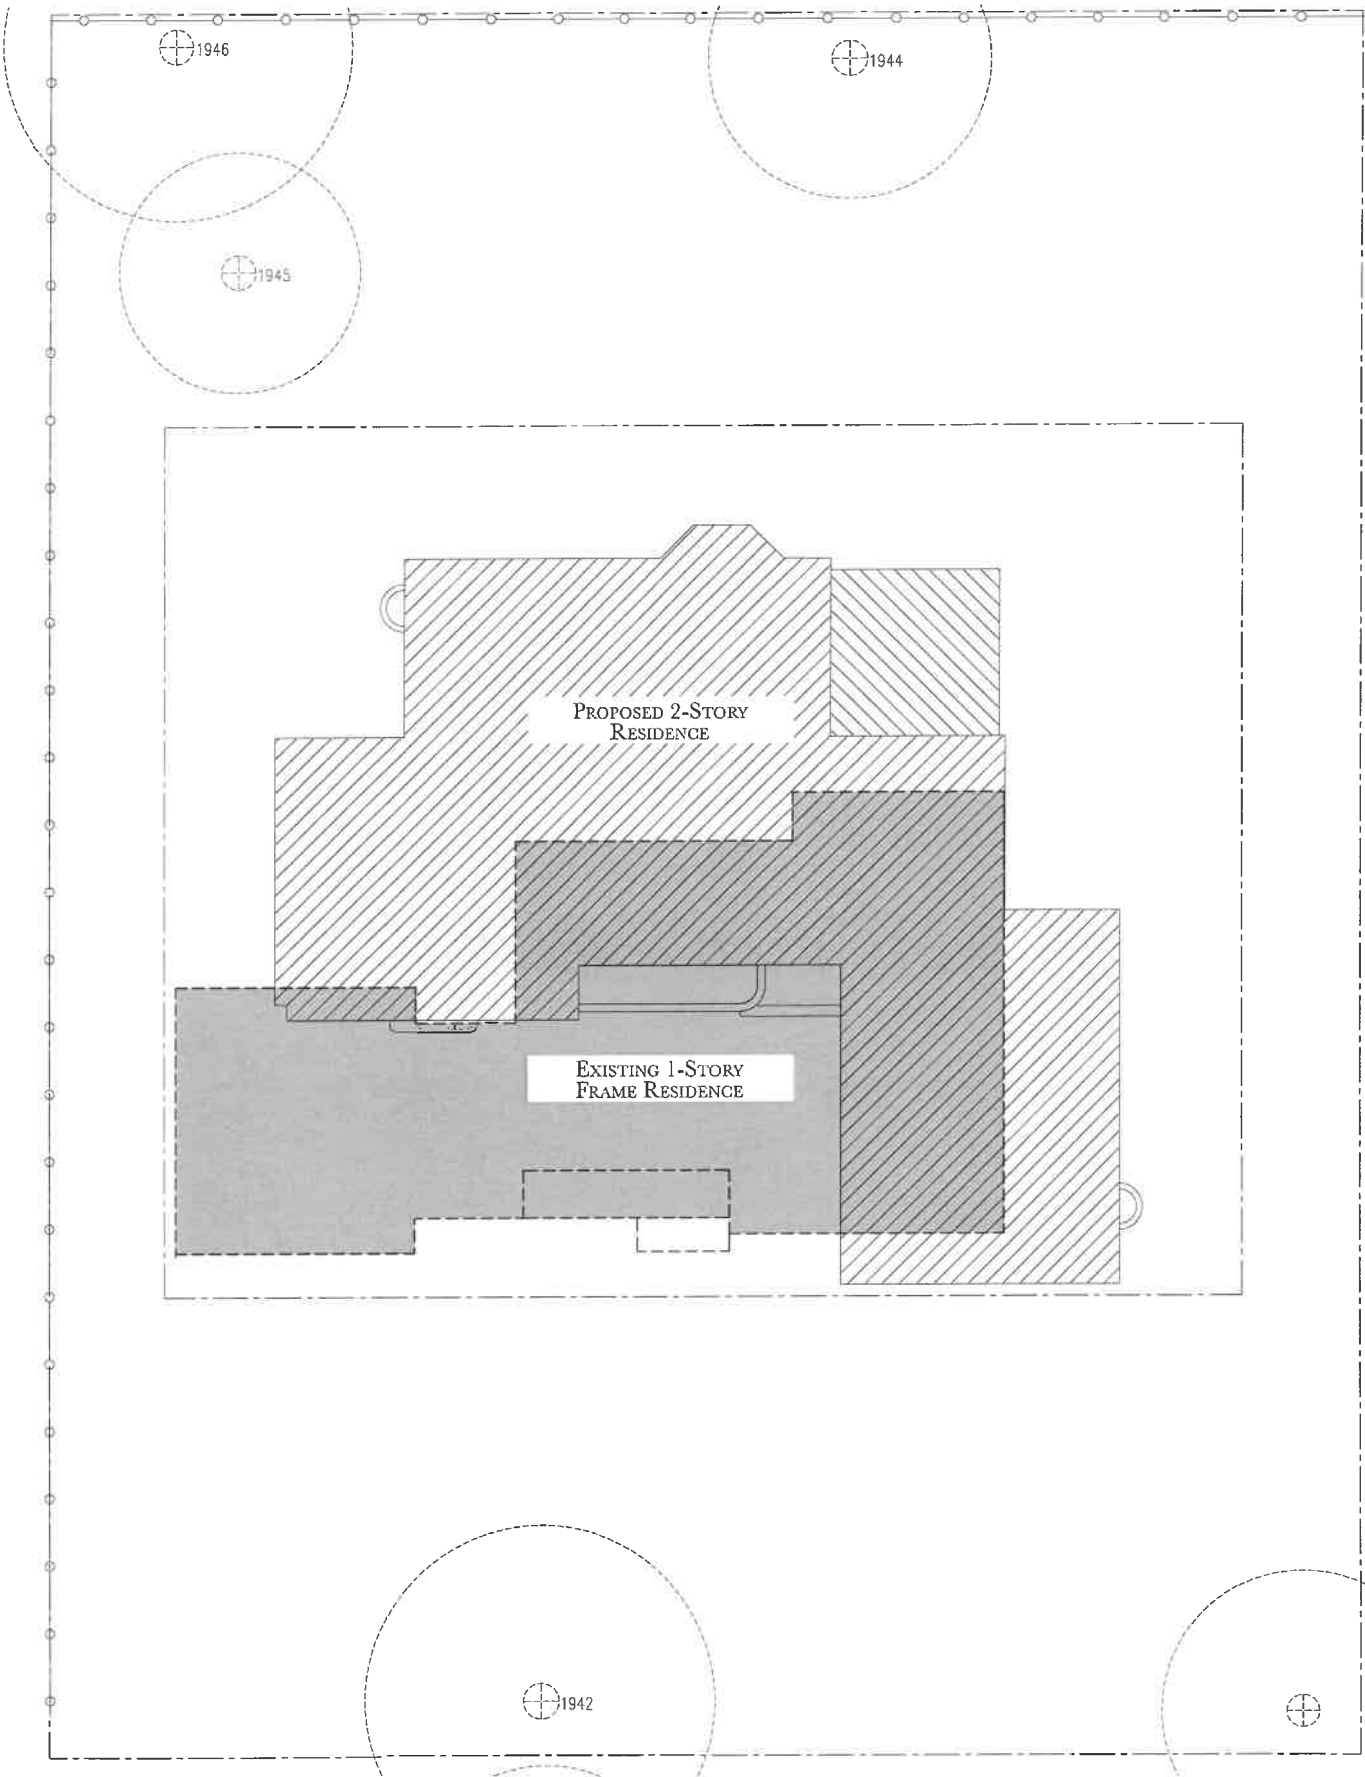 1946
1944
1945
PROPOSED 2-STORY
RESIDENCE
EXISTING 1-STORY
FRAME RESIDENCE
1942